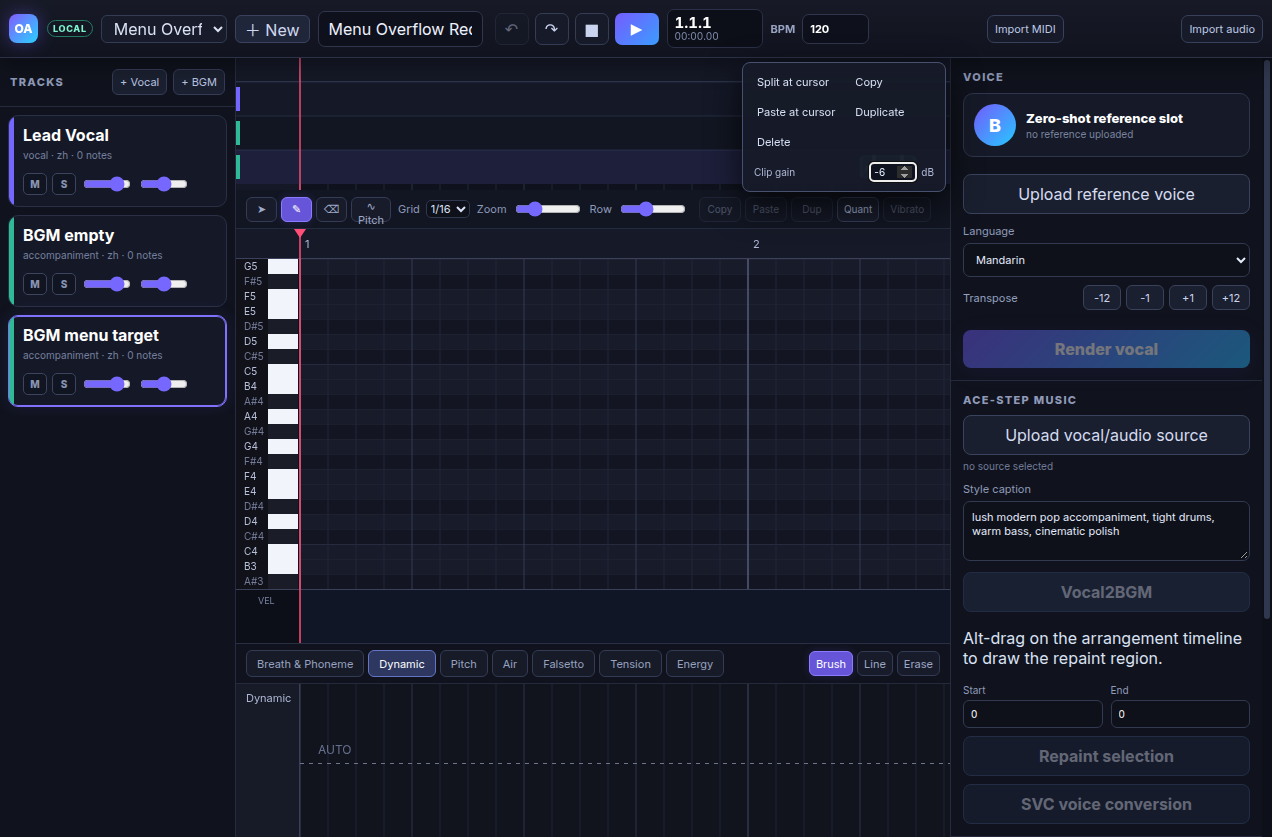 OA LOCAL Menu Overf + New Menu Overflow Rec 1.1.1 00:00.00 BPM 120 Import MIDI Import audio
TRACKS + Vocal + BGM
Lead Vocal
vocal · zh · 0 notes
M S
BGM empty
accompaniment · zh · 0 notes
M S
BGM menu target
accompaniment · zh · 0 notes
M S
Split at cursor Copy
Paste at cursor Duplicate
Delete
Clip gain -6 dB
Pitch Grid 1/16 Zoom Row Copy Paste Dup Quant Vibrato
1 2
G5
F#5
F5
E5
D#5
D5
C#5
C5
B4
A#4
A4
G#4
G4
F#4
F4
E4
D#4
D4
C#4
C4
B3
A#3
VEL
Breath & Phoneme Dynamic Pitch Air Falsetto Tension Energy Brush Line Erase
Dynamic
AUTO
VOICE
B Zero-shot reference slot
no reference uploaded
Upload reference voice
Language
Mandarin
Transpose -12 -1 +1 +12
Render vocal
ACE-STEP MUSIC
Upload vocal/audio source
no source selected
Style caption
lush modern pop accompaniment, tight drums,
warm bass, cinematic polish
Vocal2BGM
Alt-drag on the arrangement timeline
to draw the repaint region.
Start End
0 0
Repaint selection
SVC voice conversion